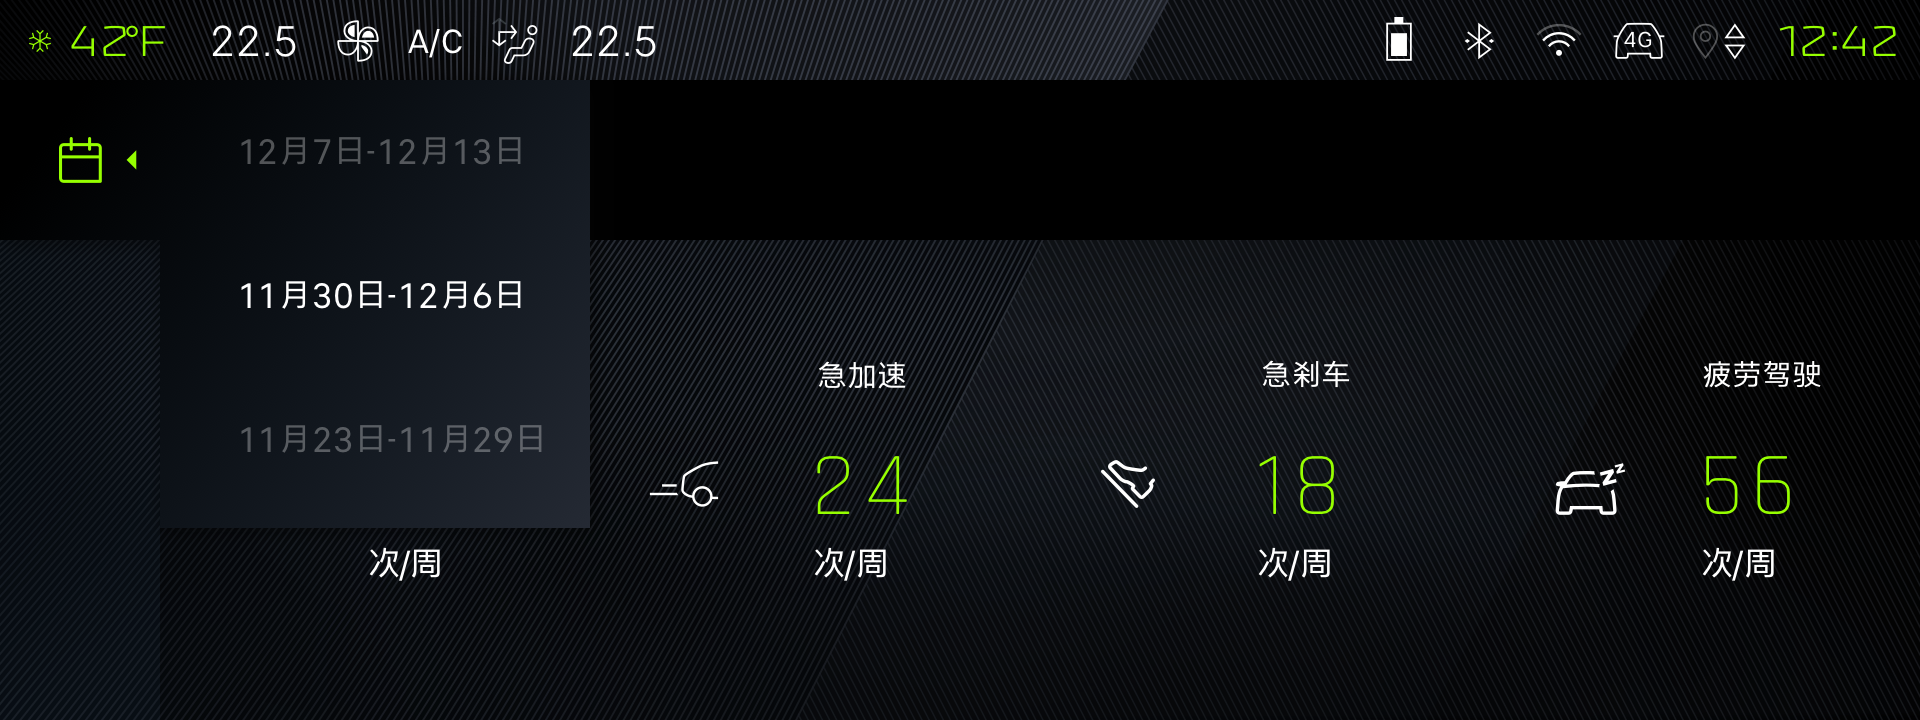 42°F 22.5 A/C 22.5 4G 12:42
12月7日-12月13日
11月30日-12月6日
11月23日-11月29日
急加速 急刹车 疲劳驾驶
24 18 56
次/周 次/周 次/周 次/周